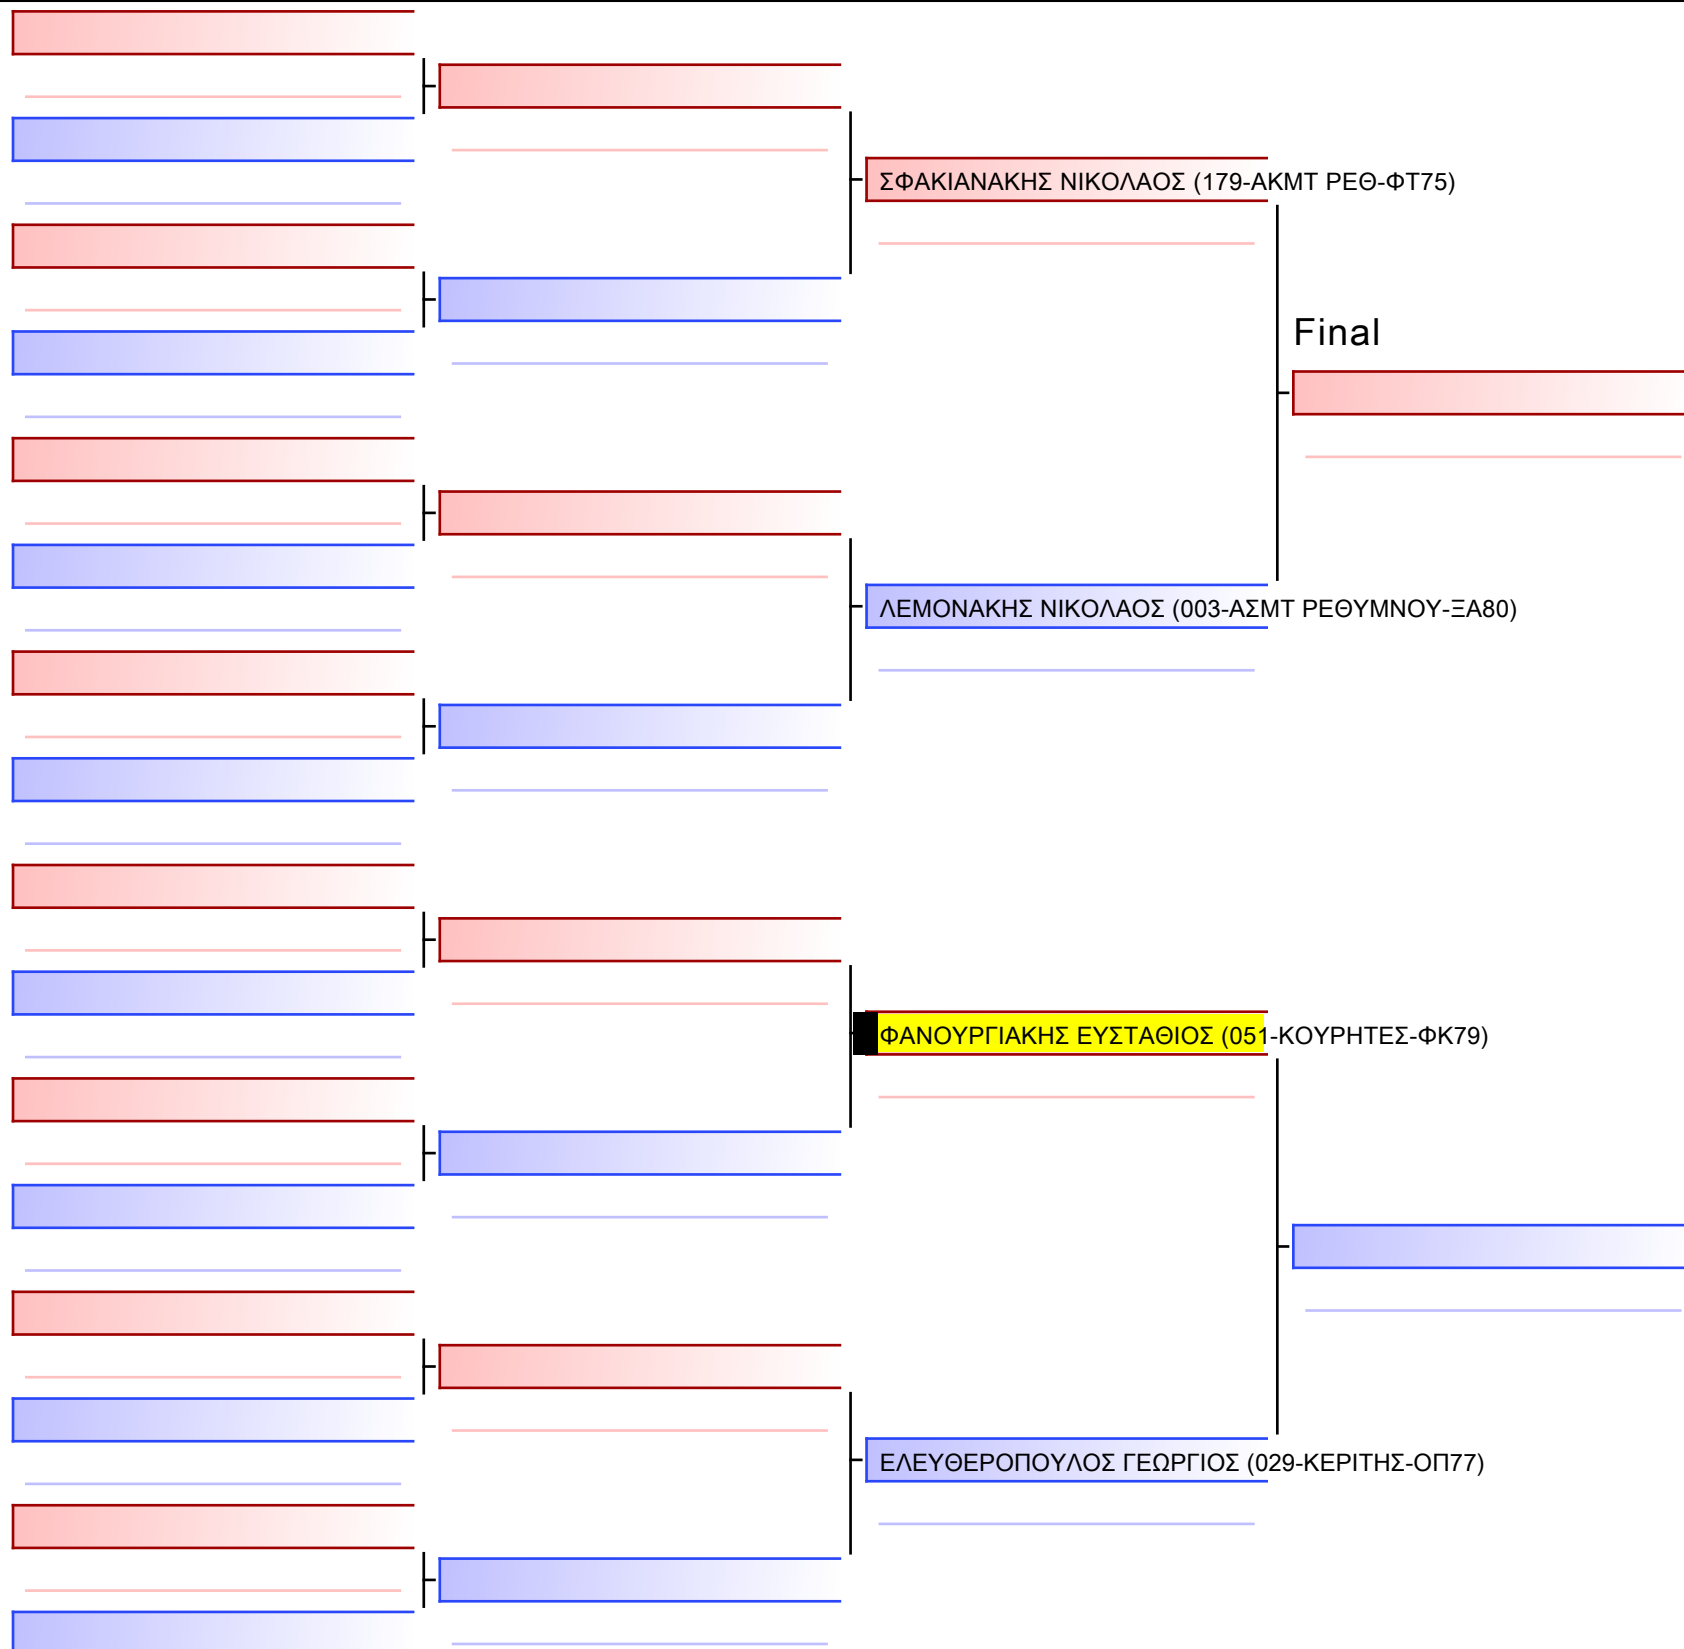 ΣΦΑΚΙΑΝΑΚΗΣ ΝΙΚΟΛΑΟΣ (179-ΑΚΜΤ ΡΕΘ-ΦΤ75)
Final
ΛΕΜΟΝΑΚΗΣ ΝΙΚΟΛΑΟΣ (003-ΑΣΜΤ ΡΕΘΥΜΝΟΥ-ΞΑ80)
ΦΑΝΟΥΡΓΙΑΚΗΣ ΕΥΣΤΑΘΙΟΣ (051-ΚΟΥΡΗΤΕΣ-ΦΚ79)
ΕΛΕΥΘΕΡΟΠΟΥΛΟΣ ΓΕΩΡΓΙΟΣ (029-ΚΕΡΙΤΗΣ-ΟΠ77)